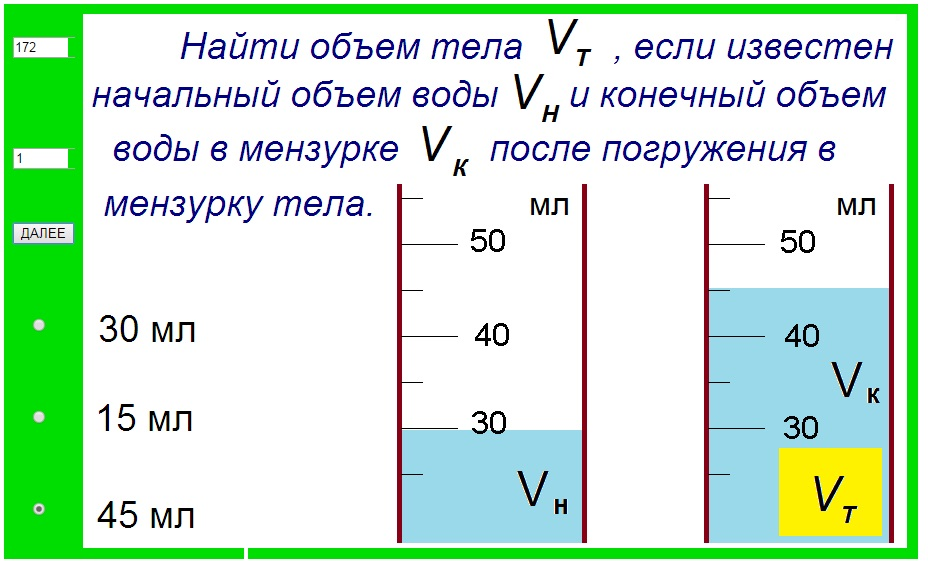 172
Найти объем тела Vт , если известен
начальный объем воды Vн и конечный объем
1
воды в мензурке Vк после погружения в
мензурку тела.
мл
мл
ДАЛЕЕ
50
50
30 мл
40
40
Vк
15 мл
30
30
Vн
Vт
45 мл